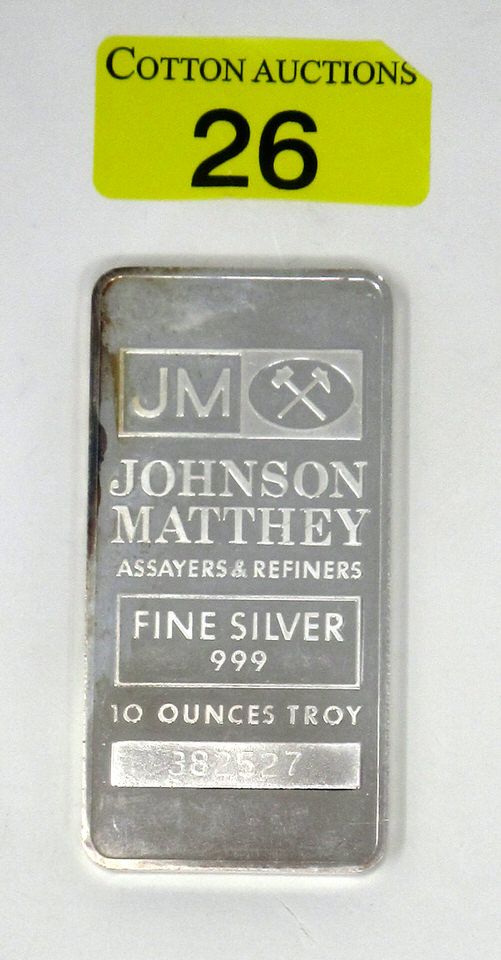 COTTON AUCTIONS
26
JM
JOHNSON
MATTHEY
ASSAYERS & REFINERS
FINE SILVER
999
10 OUNCES TROY
382527